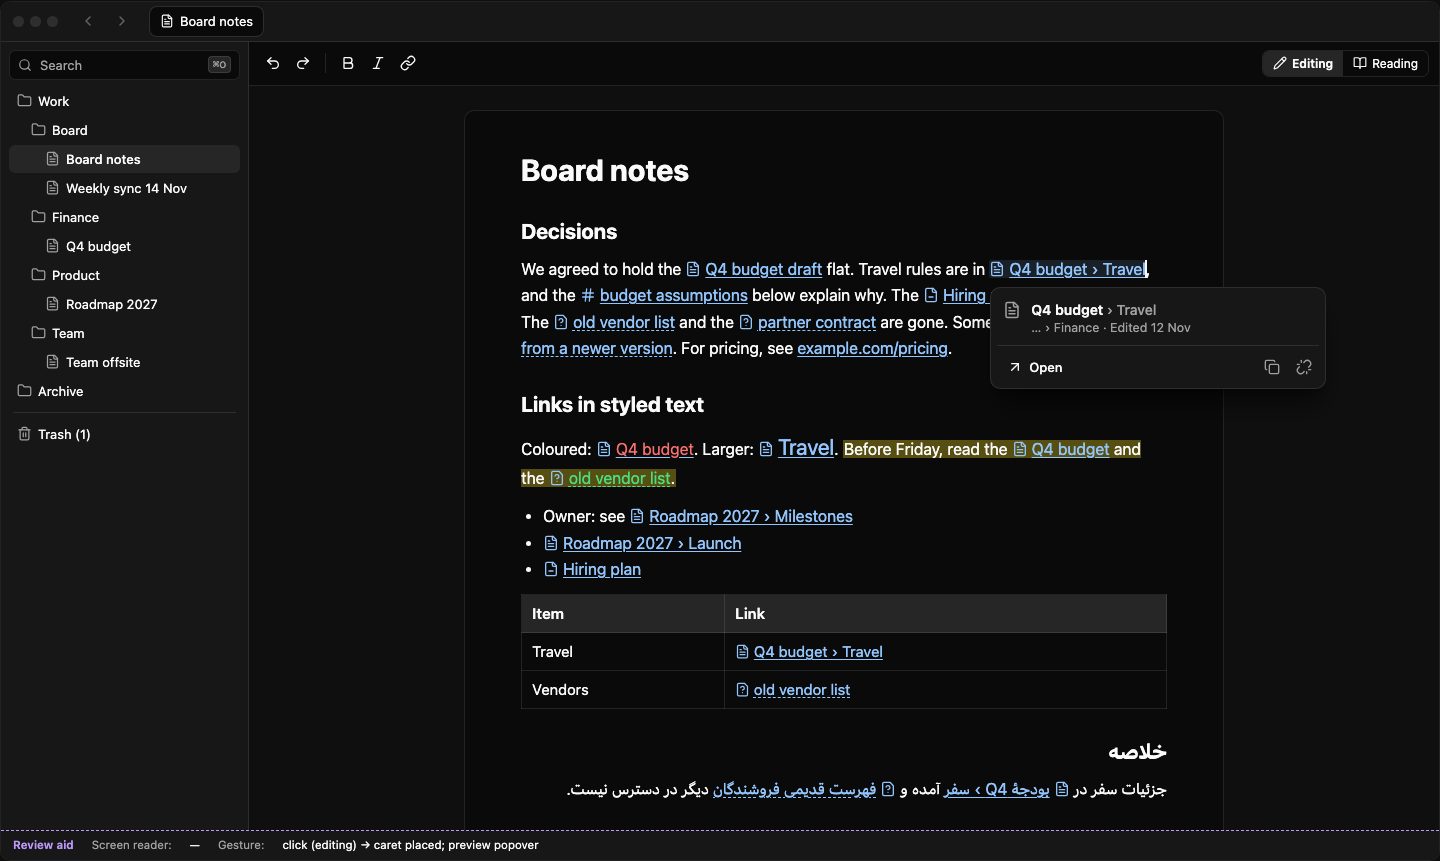 Board notes
Search ⌘O
Editing
Reading
Work
Board
Board notes
Weekly sync 14 Nov
Finance
Q4 budget
Product
Roadmap 2027
Team
Team offsite
Archive
Trash (1)
Board notes
Decisions
We agreed to hold the Q4 budget draft flat. Travel rules are in Q4 budget › Travel,
and the # budget assumptions below explain why. The Hiring
The old vendor list and the partner contract are gone. Some
from a newer version. For pricing, see example.com/pricing.
Q4 budget › Travel
... › Finance · Edited 12 Nov
Open
Links in styled text
Coloured: Q4 budget. Larger: Travel. Before Friday, read the Q4 budget and
the old vendor list.
• Owner: see Roadmap 2027 › Milestones
• Roadmap 2027 › Launch
• Hiring plan
Item Link
Travel Q4 budget › Travel
Vendors old vendor list
خلاصه
جزئیات سفر در بودجهٔ Q4 › سفر آمده و فهرست قدیمی فروشندگان دیگر در دسترس نیست.
Review aid Screen reader: — Gesture: click (editing) → caret placed; preview popover